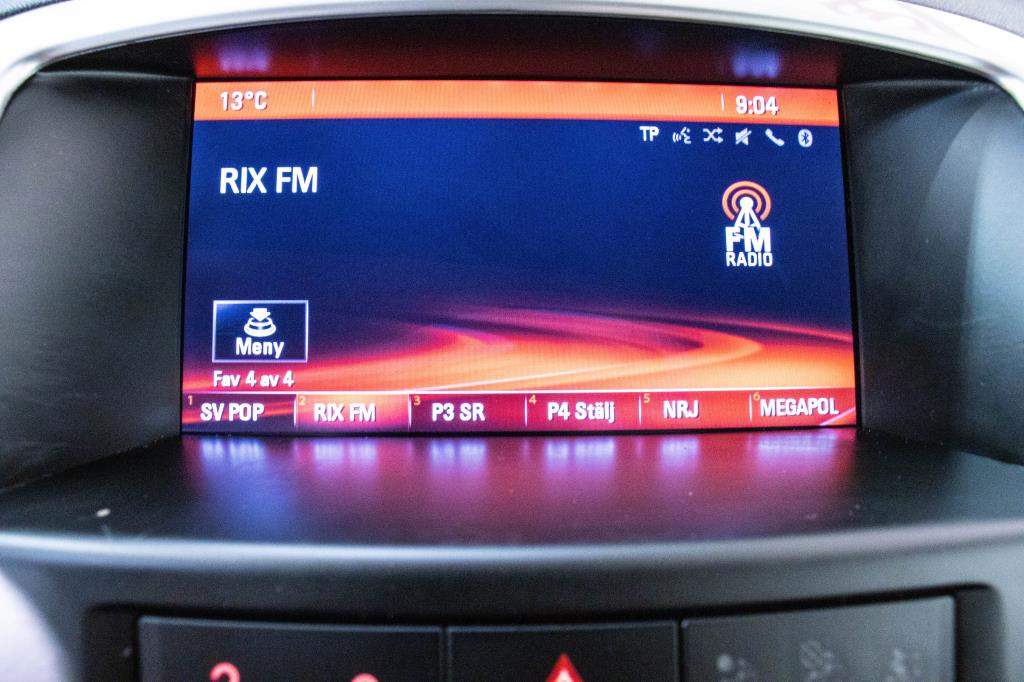 13°C 9:04
TP
RIX FM
FM
RADIO
Meny
Fav 4 av 4
1 SV POP 2 RIX FM 3 P3 SR 4 P4 Stälj 5 NRJ 6 MEGAPOL